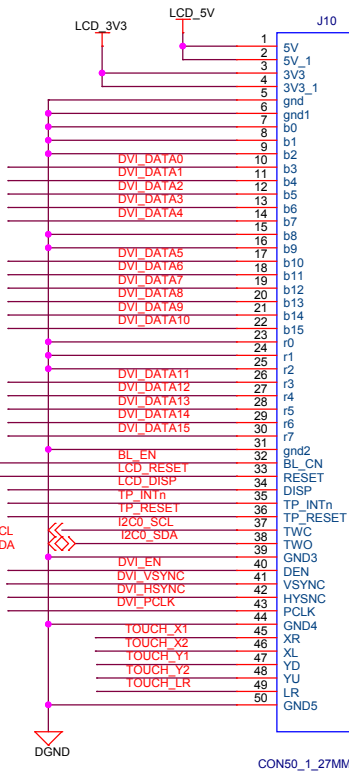 LCD_5V
LCD_3V3
J10
1 5V
2 5V_1
3 3V3
4 3V3_1
5 gnd
6 gnd1
7 b0
8 b1
9 b2
DVI_DATA0 10 b3
DVI_DATA1 11 b4
DVI_DATA2 12 b5
DVI_DATA3 13 b6
DVI_DATA4 14 b7
15 b8
16 b9
DVI_DATA5 17 b10
DVI_DATA6 18 b11
DVI_DATA7 19 b12
DVI_DATA8 20 b13
DVI_DATA9 21 b14
DVI_DATA10 22 b15
23 r0
24 r1
25 r2
DVI_DATA11 26 r3
DVI_DATA12 27 r4
DVI_DATA13 28 r5
DVI_DATA14 29 r6
DVI_DATA15 30 r7
31 gnd2
BL_EN 32 BL_CN
LCD_RESET 33 RESET
LCD_DISP 34 DISP
TP_INTn 35 TP_INTn
TP_RESET 36 TP_RESET
CL I2C0_SCL 37 TWC
DA I2C0_SDA 38 TWO
39 GND3
DVI_EN 40 DEN
DVI_VSYNC 41 VSYNC
DVI_HSYNC 42 HYSNC
DVI_PCLK 43 PCLK
44 GND4
TOUCH_X1 45 XR
TOUCH_X2 46 XL
TOUCH_Y1 47 YD
TOUCH_Y2 48 YU
TOUCH_LR 49 LR
50 GND5
DGND
CON50_1_27MM